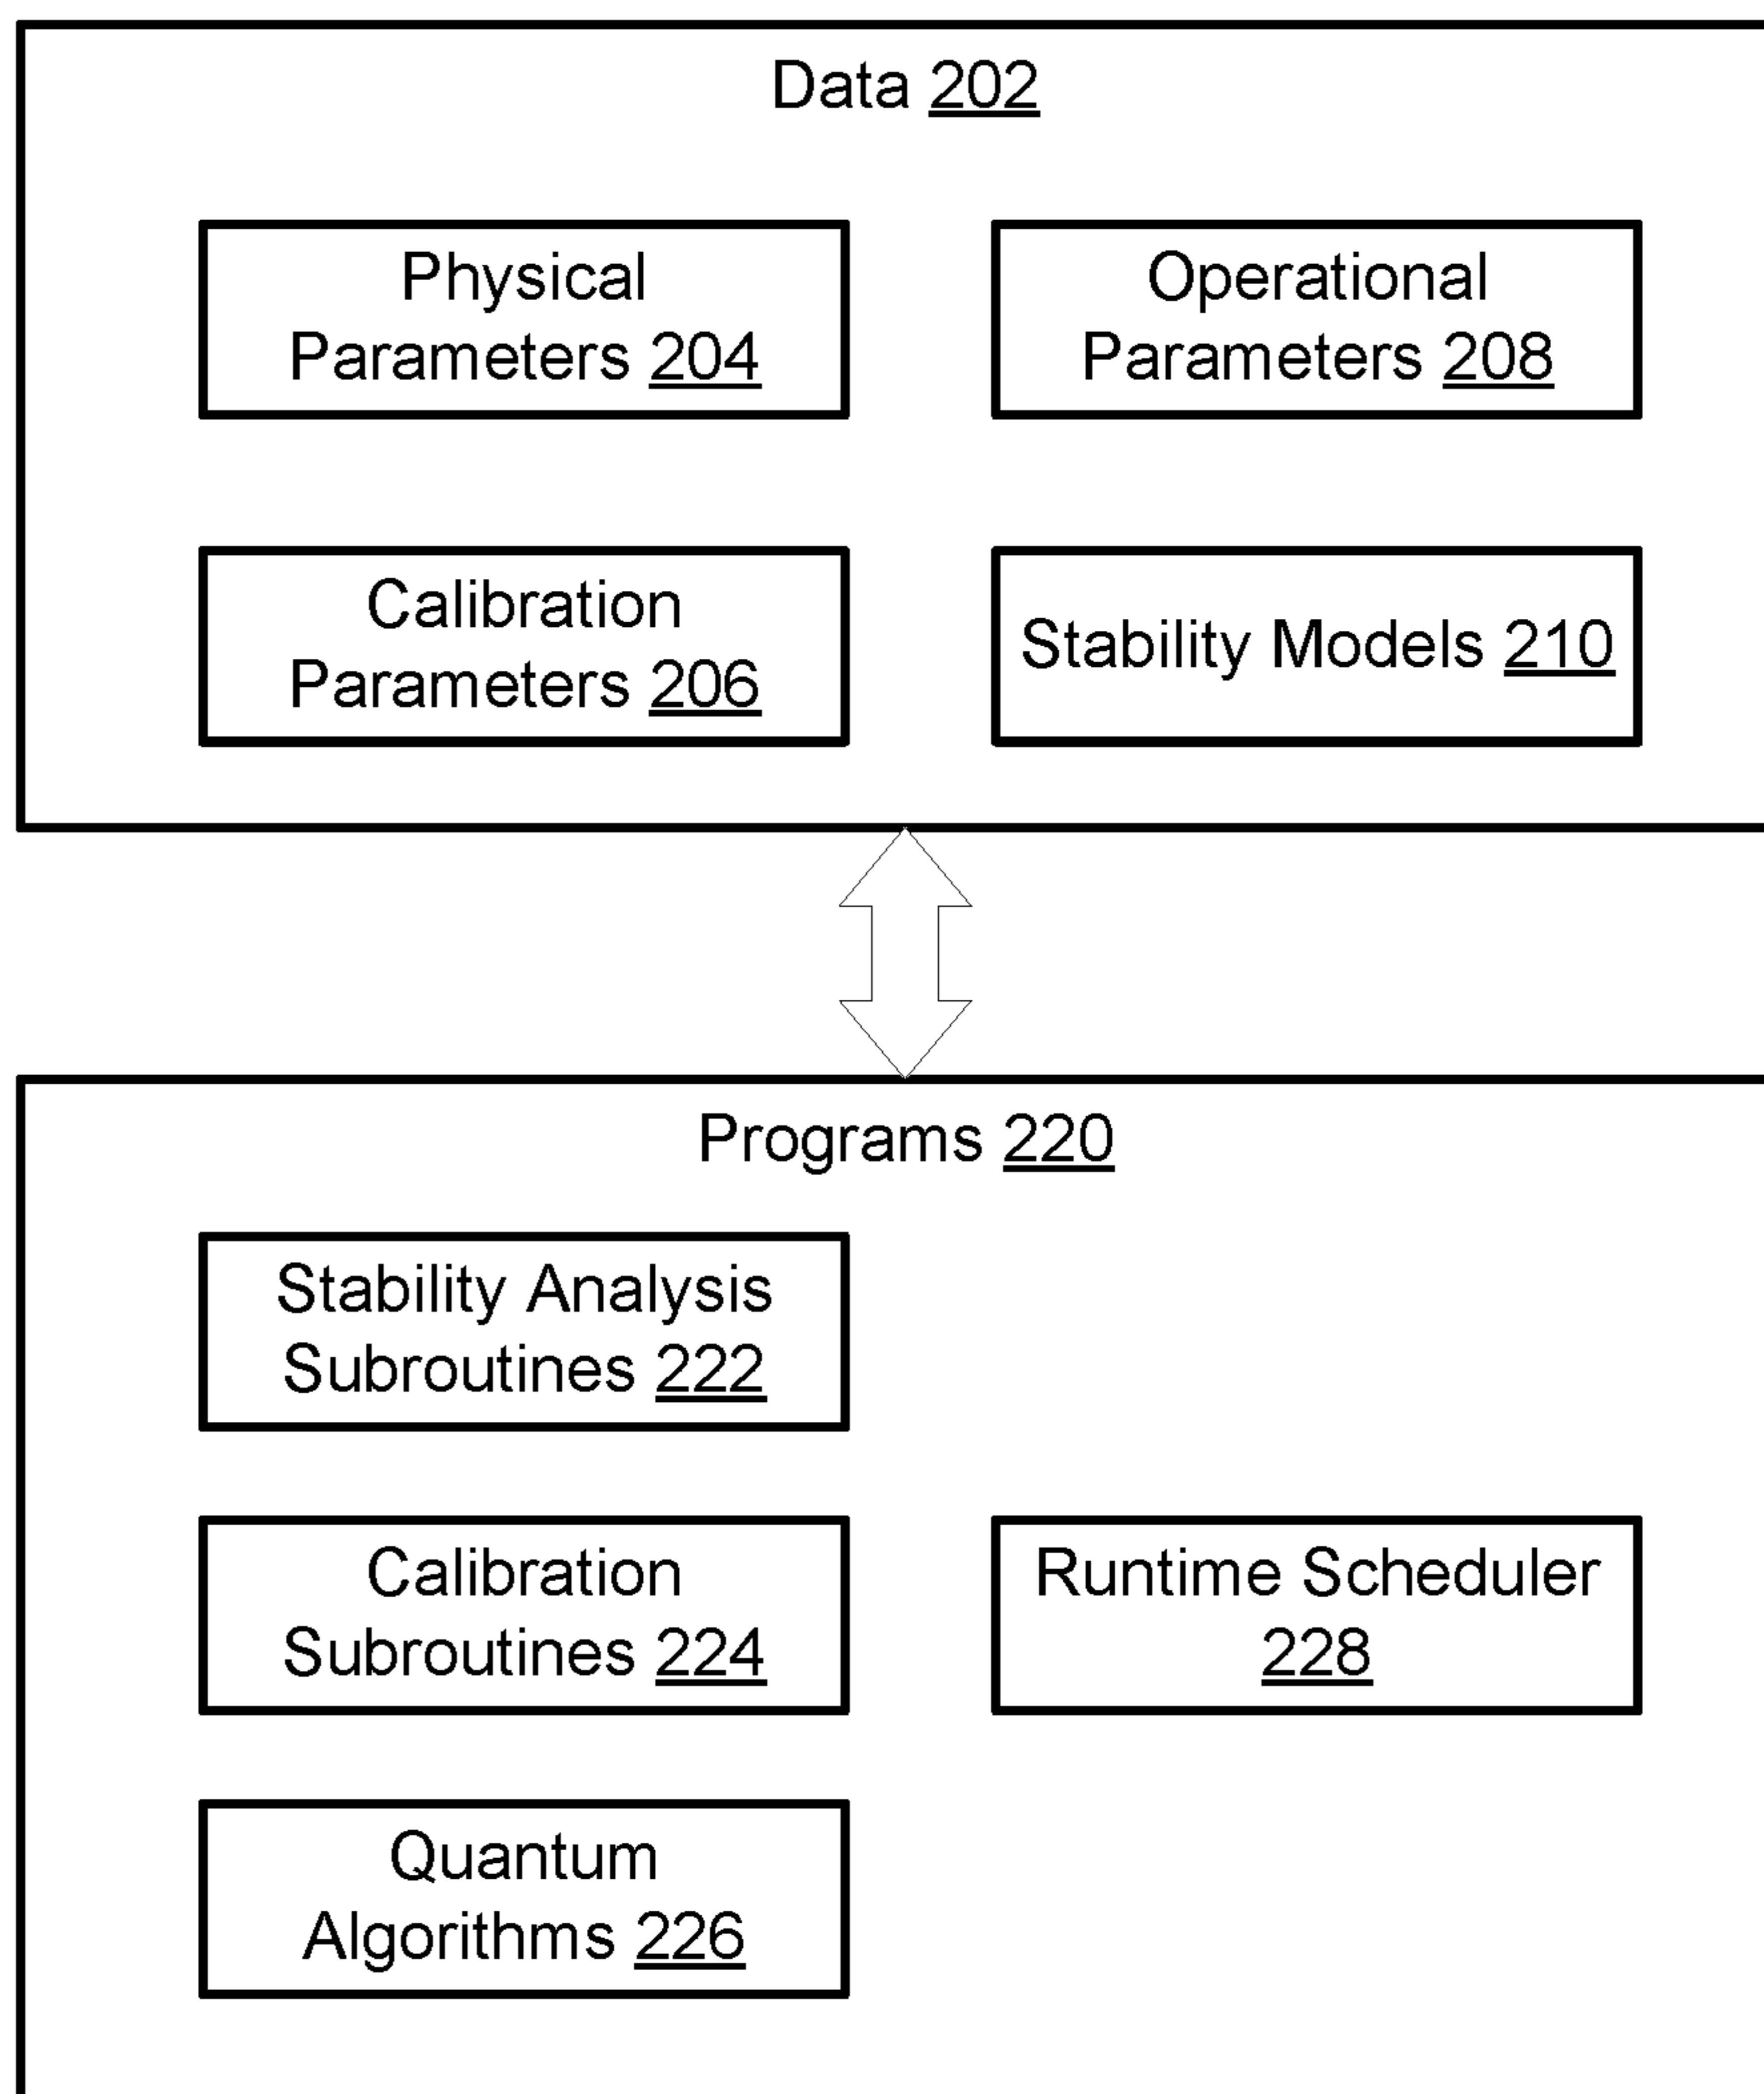 Data 202
Physical
Parameters 204
Operational
Parameters 208
Calibration
Parameters 206
Stability Models 210
Programs 220
Stability Analysis
Subroutines 222
Calibration
Subroutines 224
Runtime Scheduler
228
Quantum
Algorithms 226